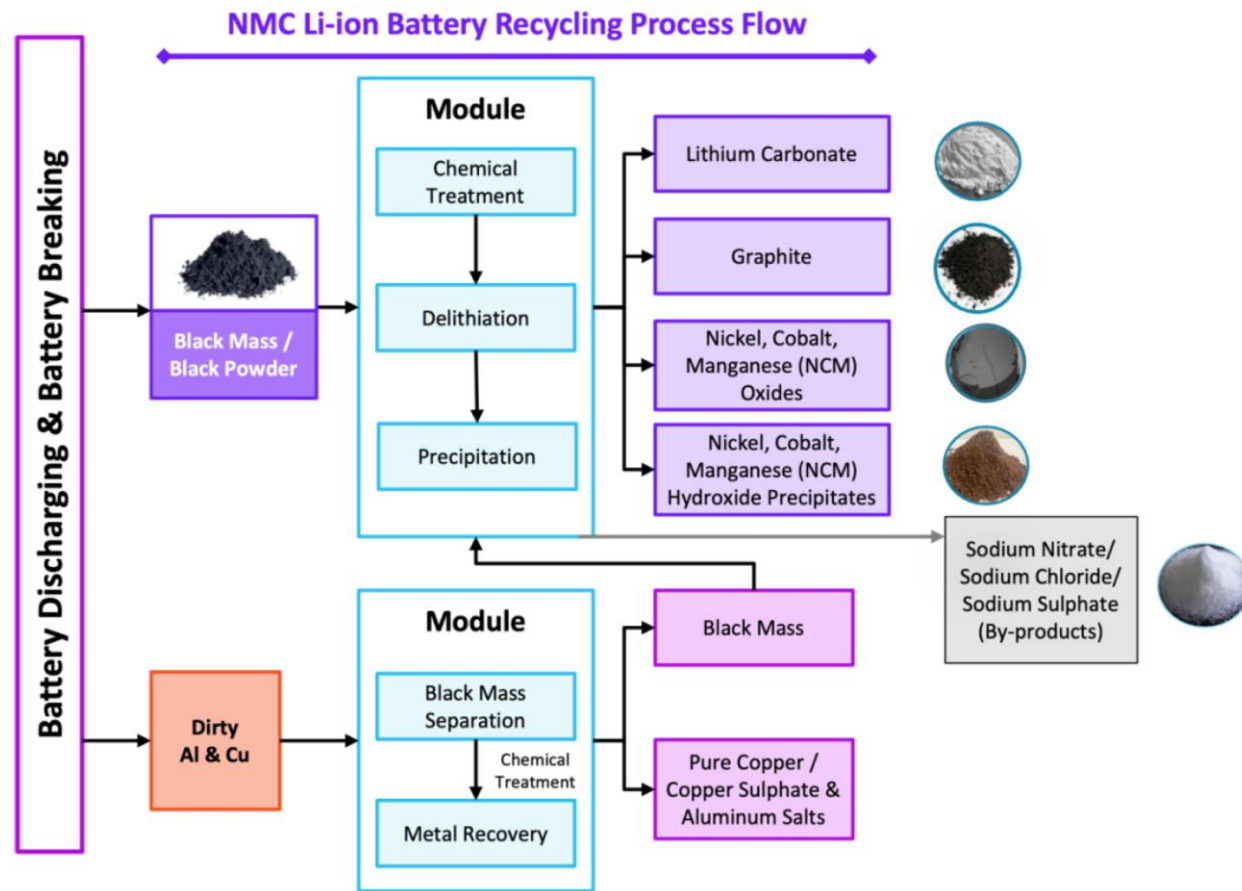 NMC Li-ion Battery Recycling Process Flow
Battery Discharging & Battery Breaking
Black Mass /
Black Powder
Module
Chemical
Treatment
Delithiation
Precipitation
Lithium Carbonate
Graphite
Nickel, Cobalt,
Manganese (NCM)
Oxides
Nickel, Cobalt,
Manganese (NCM)
Hydroxide Precipitates
Sodium Nitrate/
Sodium Chloride/
Sodium Sulphate
(By-products)
Dirty
Al & Cu
Module
Black Mass
Separation
Chemical
Treatment
Metal Recovery
Black Mass
Pure Copper /
Copper Sulphate &
Aluminum Salts